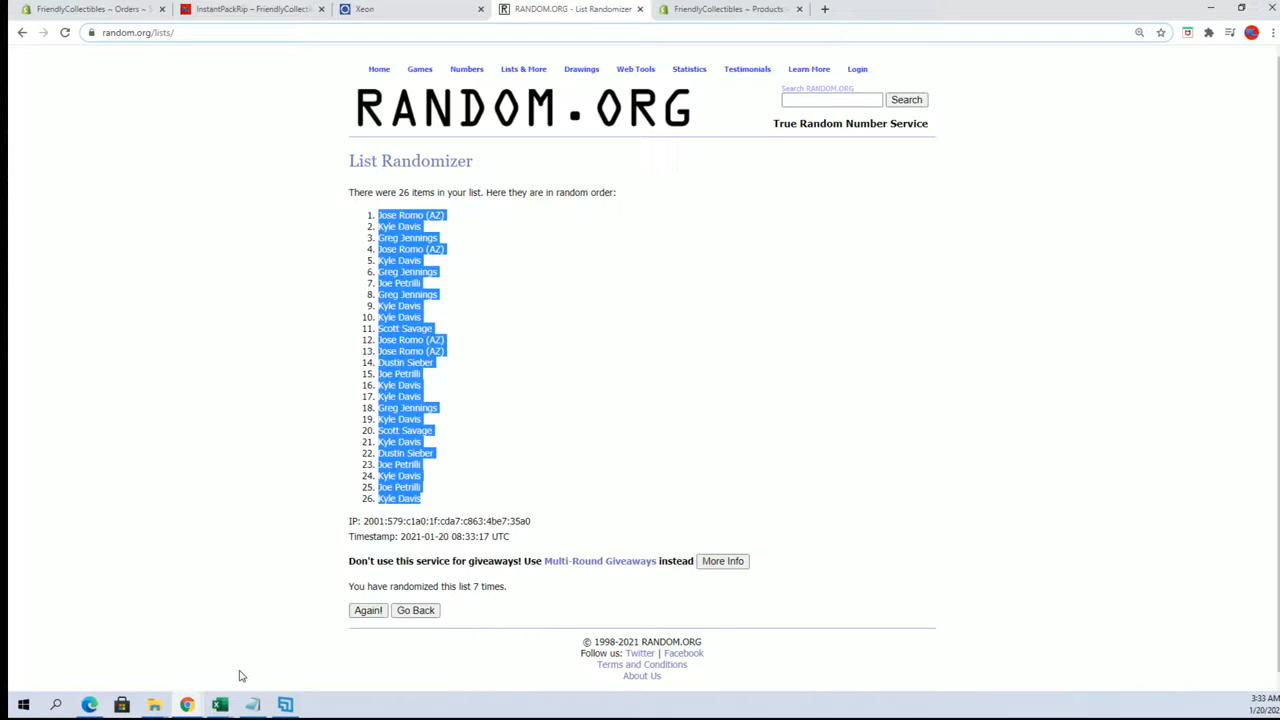 FriendlyCollectibles ~ Orders ~ S
InstantPackRip ~ FriendlyCollecti
Xeon
RANDOM.ORG - List Randomizer
FriendlyCollectibles ~ Products ~
random.org/lists/
Home Games Numbers Lists & More Drawings Web Tools Statistics Testimonials Learn More Login
Search RANDOM.ORG
RANDOM.ORG
Search
True Random Number Service
List Randomizer
There were 26 items in your list. Here they are in random order:
1. Jose Romo (AZ)
2. Kyle Davis
3. Greg Jennings
4. Jose Romo (AZ)
5. Kyle Davis
6. Greg Jennings
7. Joe Petrilli
8. Greg Jennings
9. Kyle Davis
10. Kyle Davis
11. Scott Savage
12. Jose Romo (AZ)
13. Jose Romo (AZ)
14. Dustin Sieber
15. Joe Petrilli
16. Kyle Davis
17. Kyle Davis
18. Greg Jennings
19. Kyle Davis
20. Scott Savage
21. Kyle Davis
22. Dustin Sieber
23. Joe Petrilli
24. Kyle Davis
25. Joe Petrilli
26. Kyle Davis
IP: 2001:579:c1a0:1f:cda7:c863:4be7:35a0
Timestamp: 2021-01-20 08:33:17 UTC
Don't use this service for giveaways! Use Multi-Round Giveaways instead More Info
You have randomized this list 7 times.
Again! Go Back
© 1998-2021 RANDOM.ORG
Follow us: Twitter | Facebook
Terms and Conditions
About Us
3:33 AM
1/20/202